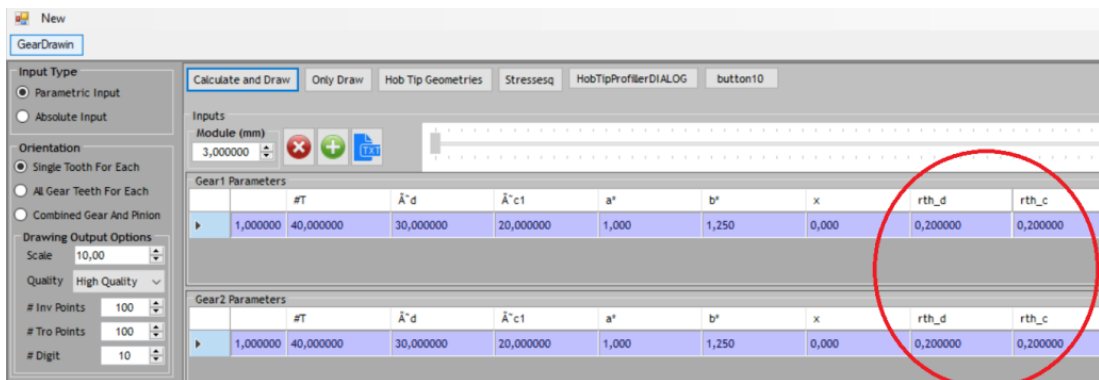 New
GearDrawin
Input Type
Parametric Input
Absolute Input
Orientation
Single Tooth For Each
All Gear Teeth For Each
Combined Gear And Pinion
Drawing Output Options
Scale 10,00
Quality High Quality
# Inv Points 100
# Tro Points 100
# Digit 10
Calculate and Draw Only Draw Hob Tip Geometries Stressesq HobTipProfilerDIALOG button10
Inputs
Module (mm)
3,000000
TXT
Gear1 Parameters
#T Ã˜d Ã˜c1 a* b* x rth_d rth_c
1,000000 40,000000 30,000000 20,000000 1,000 1,250 0,000 0,200000 0,200000
Gear2 Parameters
#T Ã˜d Ã˜c1 a* b* x rth_d rth_c
1,000000 40,000000 30,000000 20,000000 1,000 1,250 0,000 0,200000 0,200000